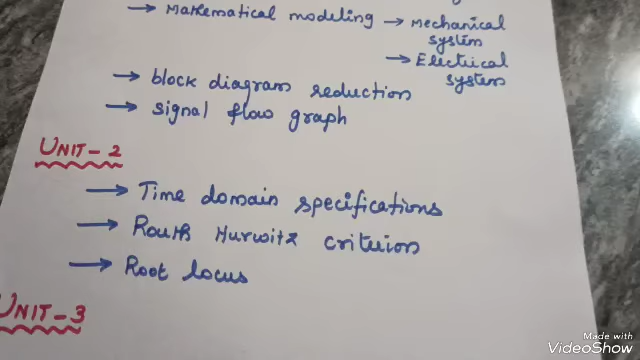 → Mathematical modeling → Mechanical
system
→ Electrical
system
→ block diagram reduction
→ signal flow graph
UNIT-2
→ Time domain specifications
→ Routh Hurwitz criterion
→ Root locus
UNIT-3
Made with
VideoShow